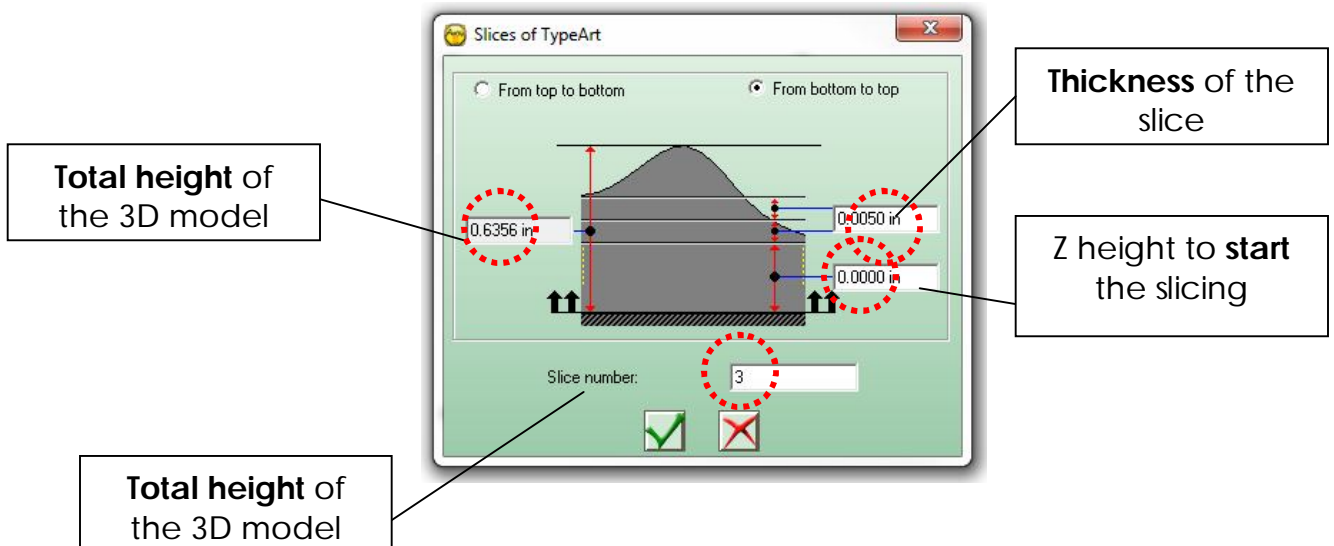 Slices of TypeArt
From top to bottom
From bottom to top
Thickness of the
slice
Total height of
the 3D model
0.6356 in
0.0050 in
0.0000 in
Z height to start
the slicing
Slice number:
3
Total height of
the 3D model